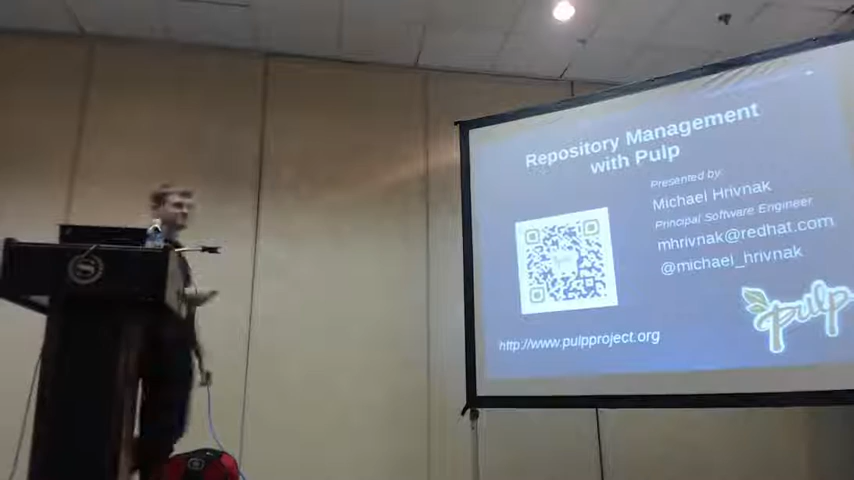 Repository Management
with Pulp
Presented by
Michael Hrivnak
Principal Software Engineer
mhrivnak@redhat.com
@michael_hrivnak
http://www.pulpproject.org
pulp